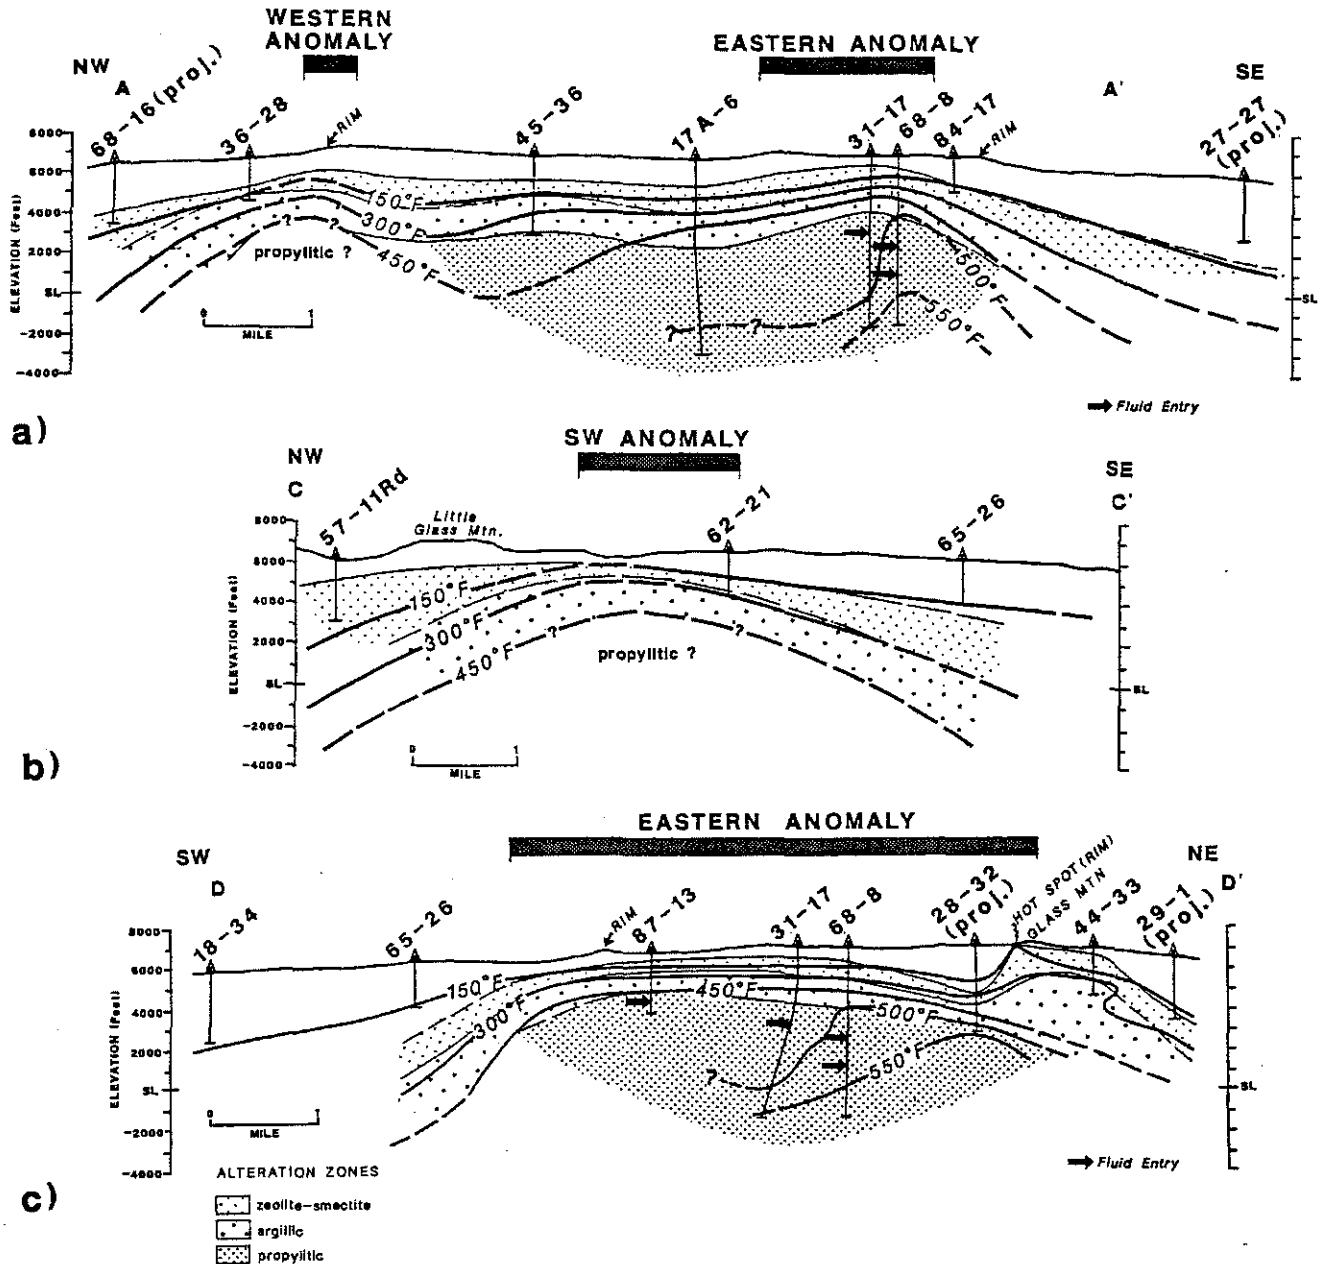 WESTERN
ANOMALY
EASTERN ANOMALY
NW
A
A'
SE
68-16 (proj.)
36-28
RIM
45-36
17A-6
31-17
68-8
84-17
RIM
27-27
(proj.)
8000
6000
4000
2000
SL
-2000
-4000
ELEVATION (Feet)
150°F
300°F
450°F
500°F
550°F
? ?
propylitic ?
? ?
SL
0 1
MILE
Fluid Entry
a)
SW ANOMALY
NW
C
SE
C'
57-11Rd
Little
Glass Mtn.
62-21
65-26
8000
6000
4000
2000
SL
-2000
-4000
ELEVATION (Feet)
150°F
300°F
450°F
? ?
propylitic ?
SL
0 1
MILE
b)
EASTERN ANOMALY
SW
D
NE
D'
18-34
65-26
RIM
87-13
31-17
68-8
28-32
(proj.)
HOT SPOT (RIM)
GLASS MTN
44-33
29-1 (proj.)
8000
6000
4000
2000
SL
-2000
-4000
ELEVATION (Feet)
150°F
300°F
450°F
500°F
550°F
?
SL
0 1
MILE
Fluid Entry
c)
ALTERATION ZONES
zeolite-smectite
argillic
propylitic